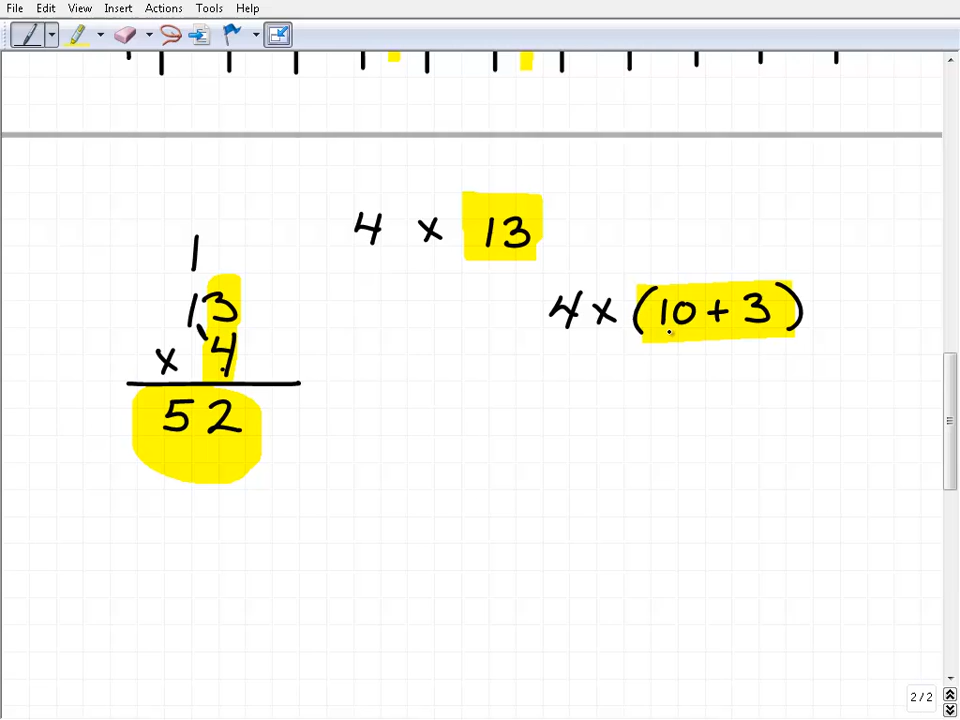 File Edit View Insert Actions Tools Help
4 x 13
1
13
x 4
52
4 x (10 + 3)
2/2